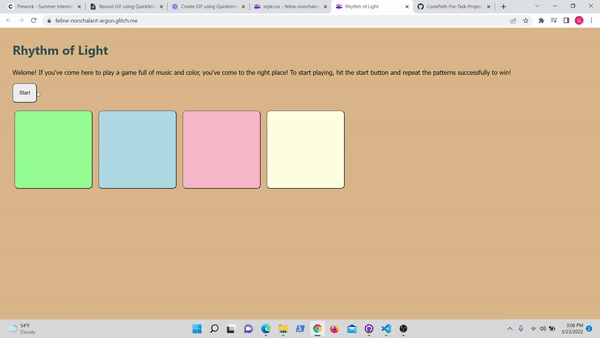 Prework - Summer Internsh
Record GIF using Quicktime
Create GIF using Quicktime
style.css – feline-nonchalant-
Rhythm of Light
CodePath-Pre-Task-Project
feline-nonchalant-argon.glitch.me
Rhythm of Light
Welome! If you've come here to play a game full of music and color, you've come to the right place! To start playing, hit the start button and repeat the patterns successfully to win!
Start
54°F
Cloudy
3:08 PM
3/23/2022